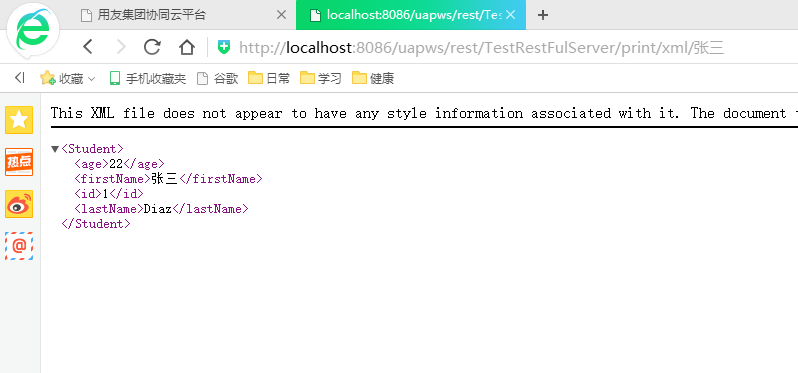 用友集团协同云平台
localhost:8086/uapws/rest/Tes
http://localhost:8086/uapws/rest/TestRestFulServer/print/xml/张三
收藏 手机收藏夹 谷歌 日常 学习 健康
This XML file does not appear to have any style information associated with it. The document t
热点
<Student>
<age>22</age>
<firstName>张三</firstName>
<id>1</id>
<lastName>Diaz</lastName>
</Student>
@